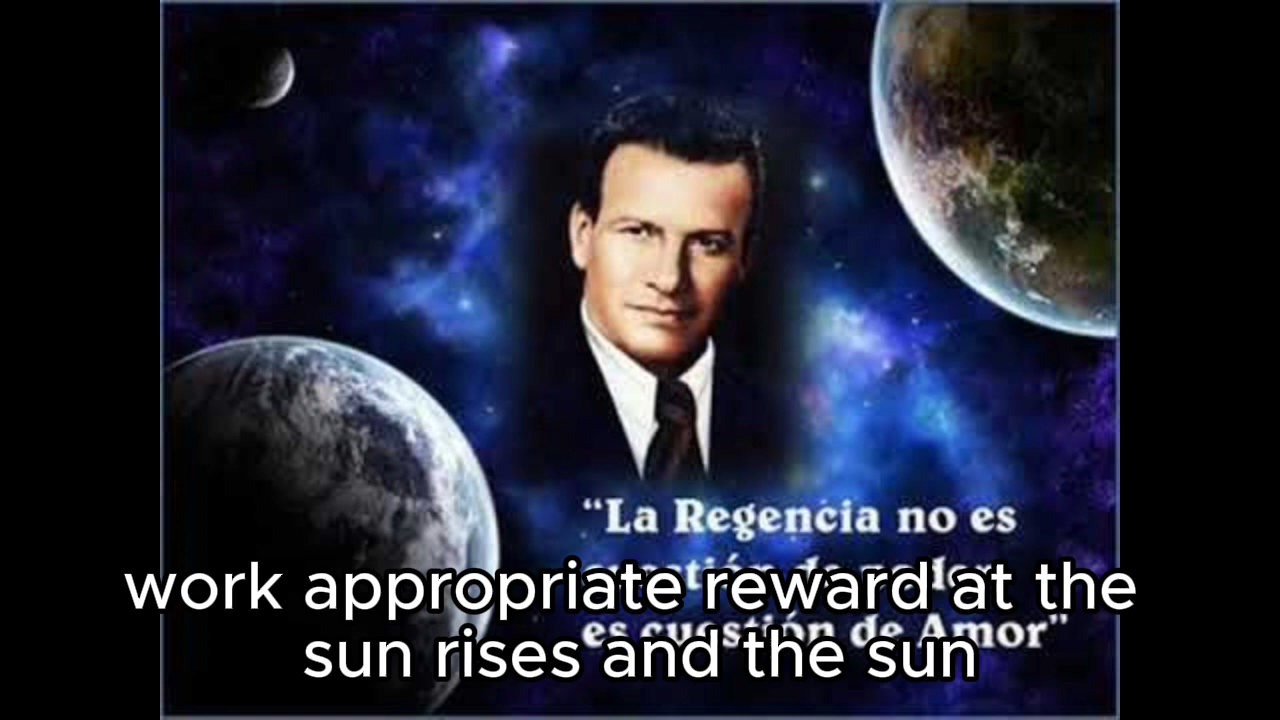 “La Regencia no es
work appropriate reward at the
es cuestión de Amor”
sun rises and the sun